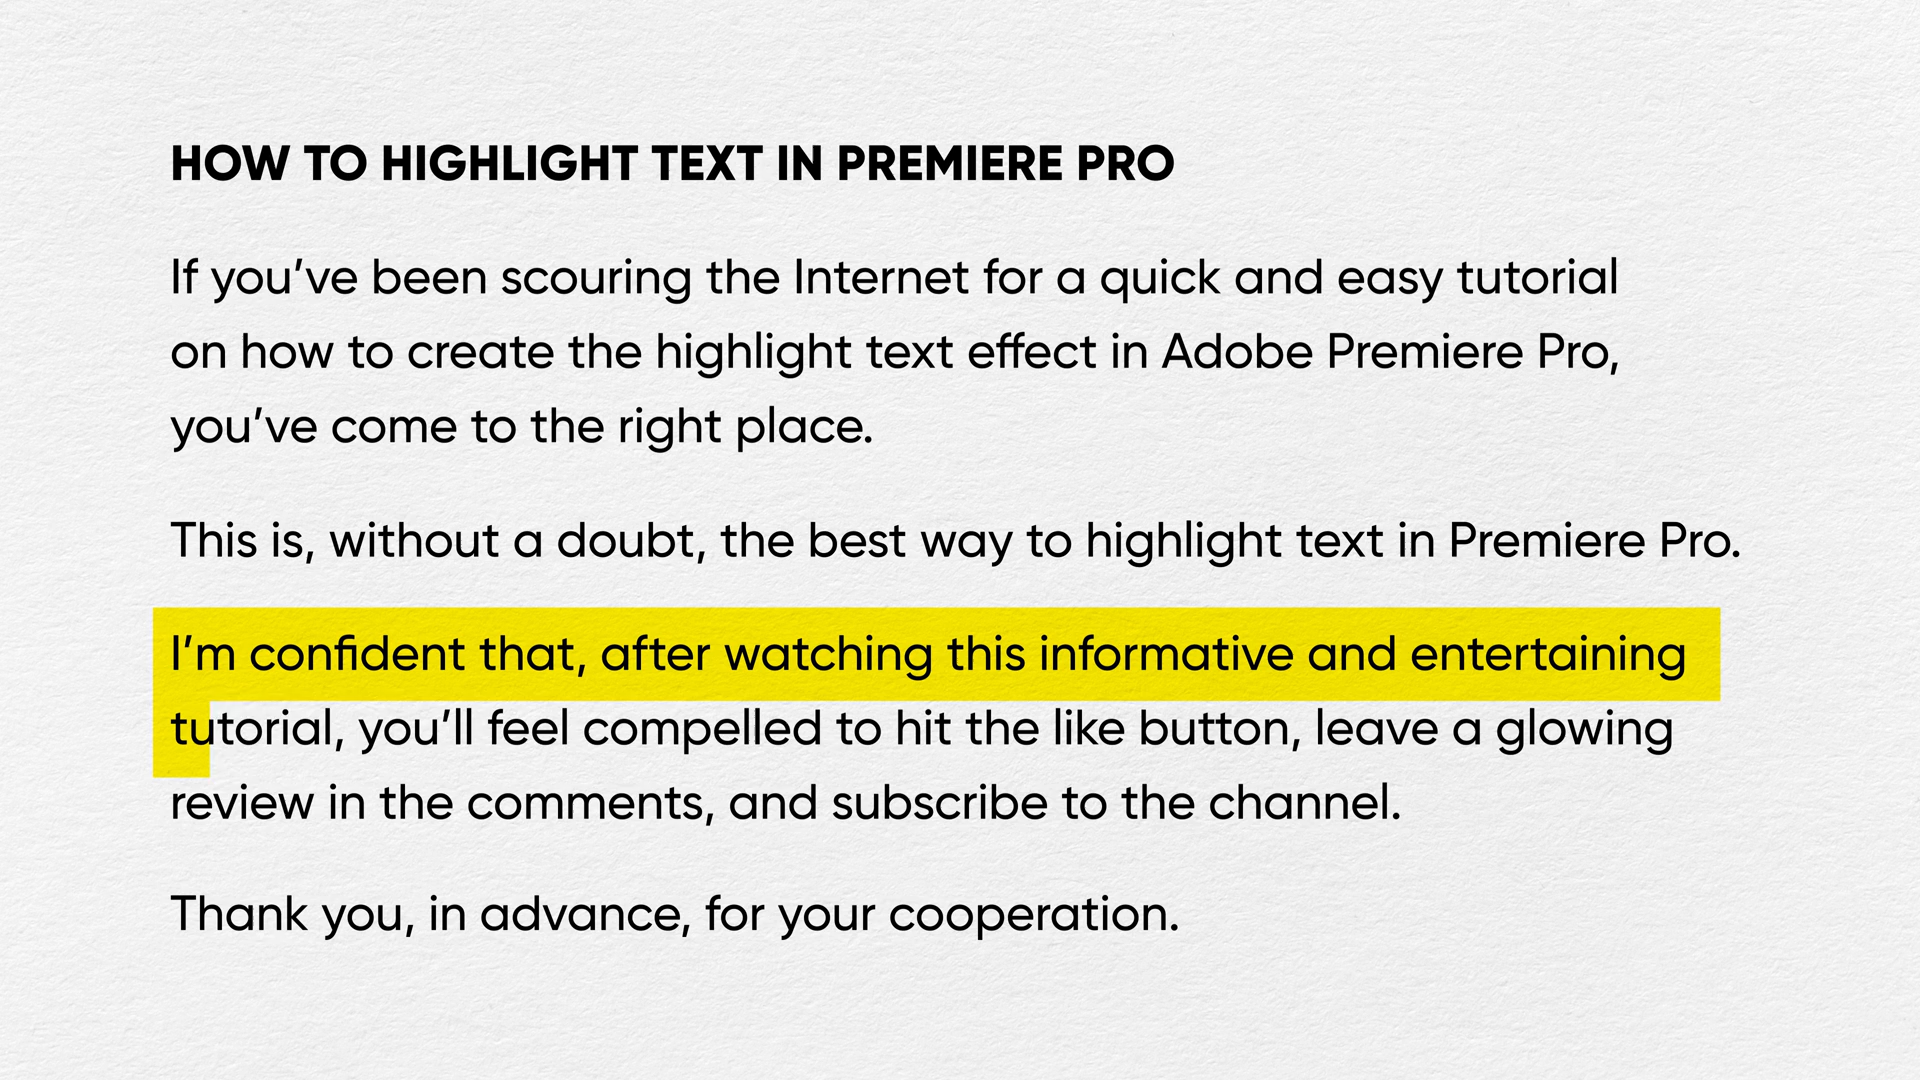 HOW TO HIGHLIGHT TEXT IN PREMIERE PRO
If you’ve been scouring the Internet for a quick and easy tutorial
on how to create the highlight text effect in Adobe Premiere Pro,
you’ve come to the right place.
This is, without a doubt, the best way to highlight text in Premiere Pro.
I’m confident that, after watching this informative and entertaining
tutorial, you’ll feel compelled to hit the like button, leave a glowing
review in the comments, and subscribe to the channel.
Thank you, in advance, for your cooperation.